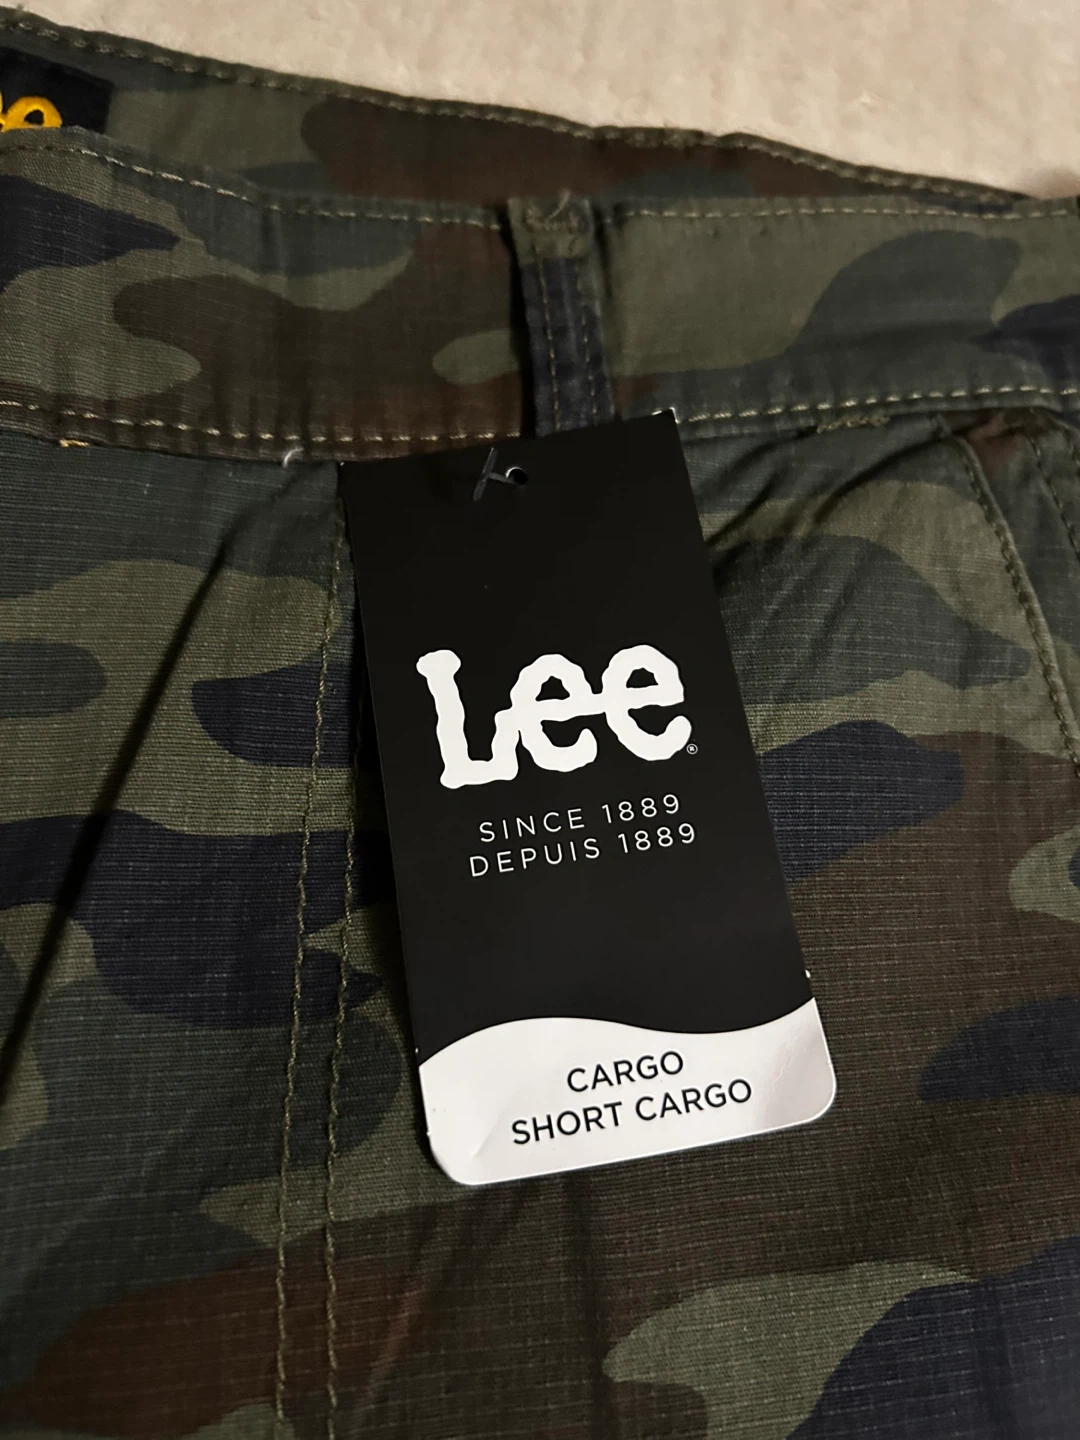 Lee®
SINCE 1889
DEPUIS 1889
CARGO
SHORT CARGO